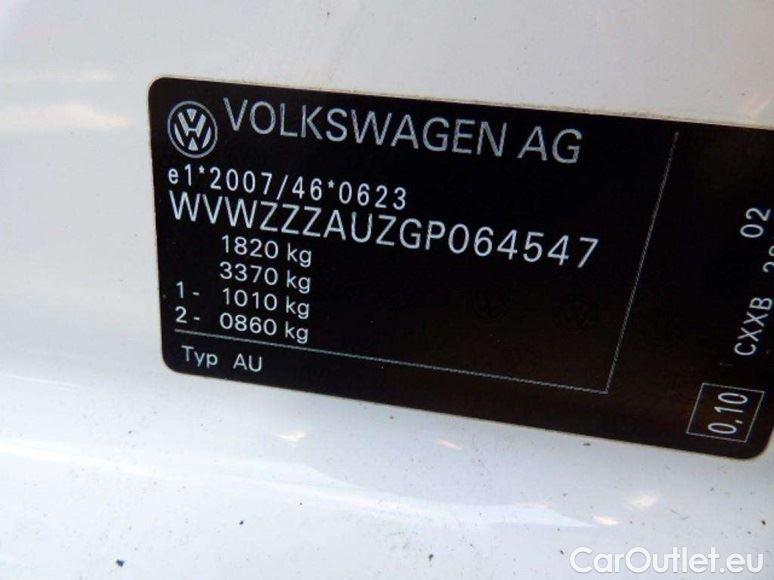 VOLKSWAGEN AG
e1*2007/46*0623
WVWZZZAUZGP064547
1820 kg
3370 kg
1 - 1010 kg
2 - 0860 kg
Typ AU
CXXB
02
0,10
CarOutlet.eu